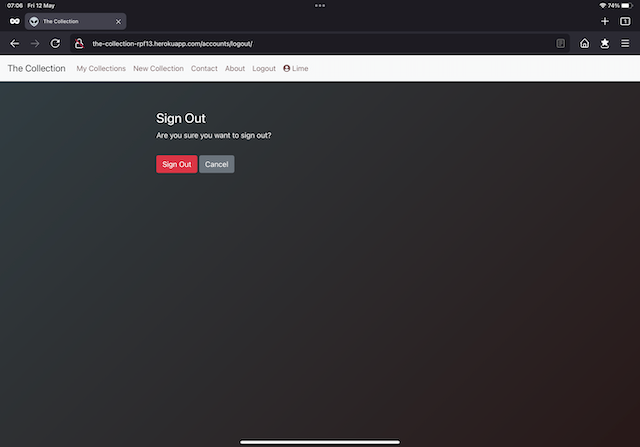 07:06 Fri 12 May
74%
The Collection
1
the-collection-rpf13.herokuapp.com/accounts/logout/
The Collection My Collections New Collection Contact About Logout Lime
Sign Out
Are you sure you want to sign out?
Sign Out Cancel